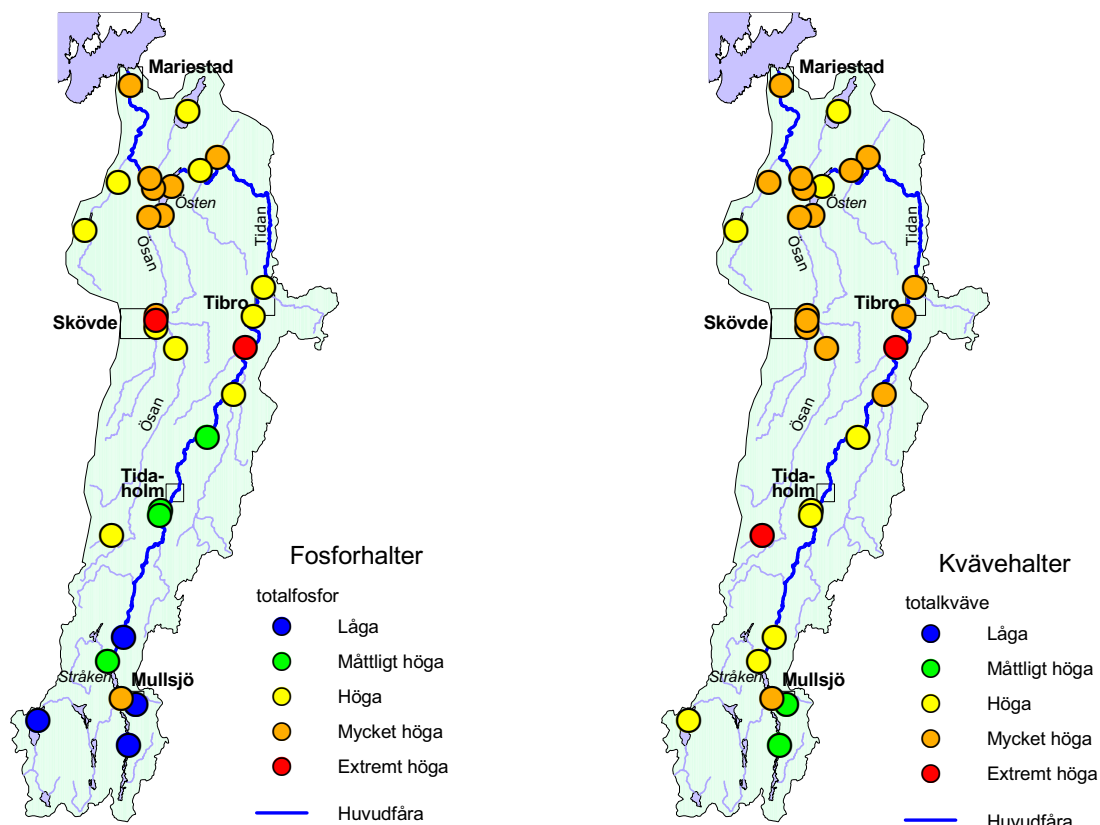 Mariestad
Östen
Tidan
Ösan
Tibro
Skövde
Ösan
Tida-
holm
Fosforhalter
totalfosfor
Låga
Måttligt höga
Höga
Mycket höga
Extremt höga
Huvudfåra
Stråken
Mullsjö
Mariestad
Östen
Tidan
Ösan
Tibro
Skövde
Ösan
Tida-
holm
Kvävehalter
totalkväve
Låga
Måttligt höga
Höga
Mycket höga
Extremt höga
Huvudfåra
Stråken
Mullsjö